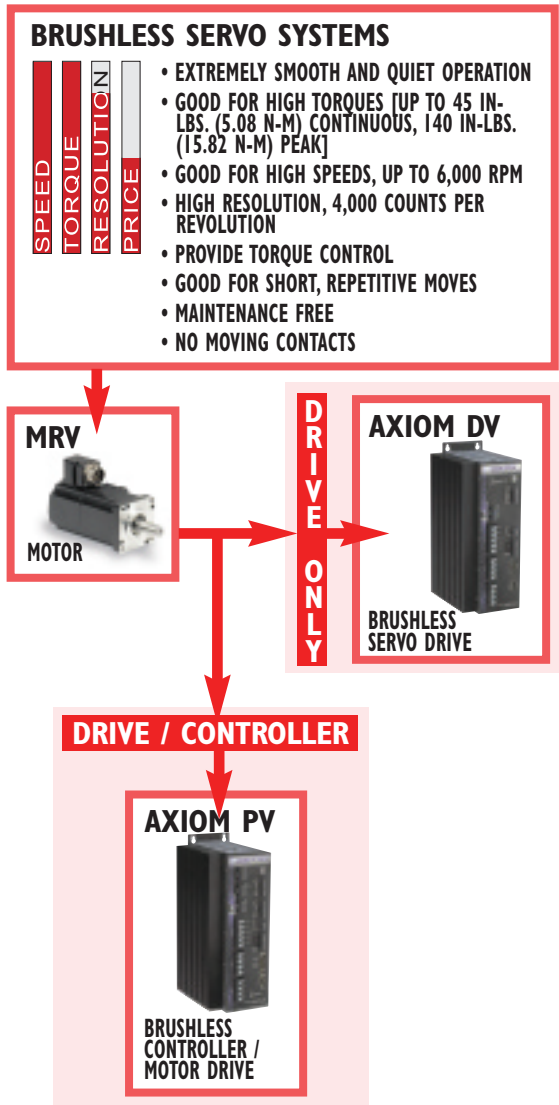 BRUSHLESS SERVO SYSTEMS
SPEED
TORQUE
RESOLUTION
PRICE
• EXTREMELY SMOOTH AND QUIET OPERATION
• GOOD FOR HIGH TORQUES [UP TO 45 IN-
LBS. (5.08 N-M) CONTINUOUS, 140 IN-LBS.
(15.82 N-M) PEAK]
• GOOD FOR HIGH SPEEDS, UP TO 6,000 RPM
• HIGH RESOLUTION, 4,000 COUNTS PER
REVOLUTION
• PROVIDE TORQUE CONTROL
• GOOD FOR SHORT, REPETITIVE MOVES
• MAINTENANCE FREE
• NO MOVING CONTACTS
MRV
MOTOR
DRIVE ONLY
AXIOM DV
BRUSHLESS
SERVO DRIVE
DRIVE / CONTROLLER
AXIOM PV
BRUSHLESS
CONTROLLER /
MOTOR DRIVE